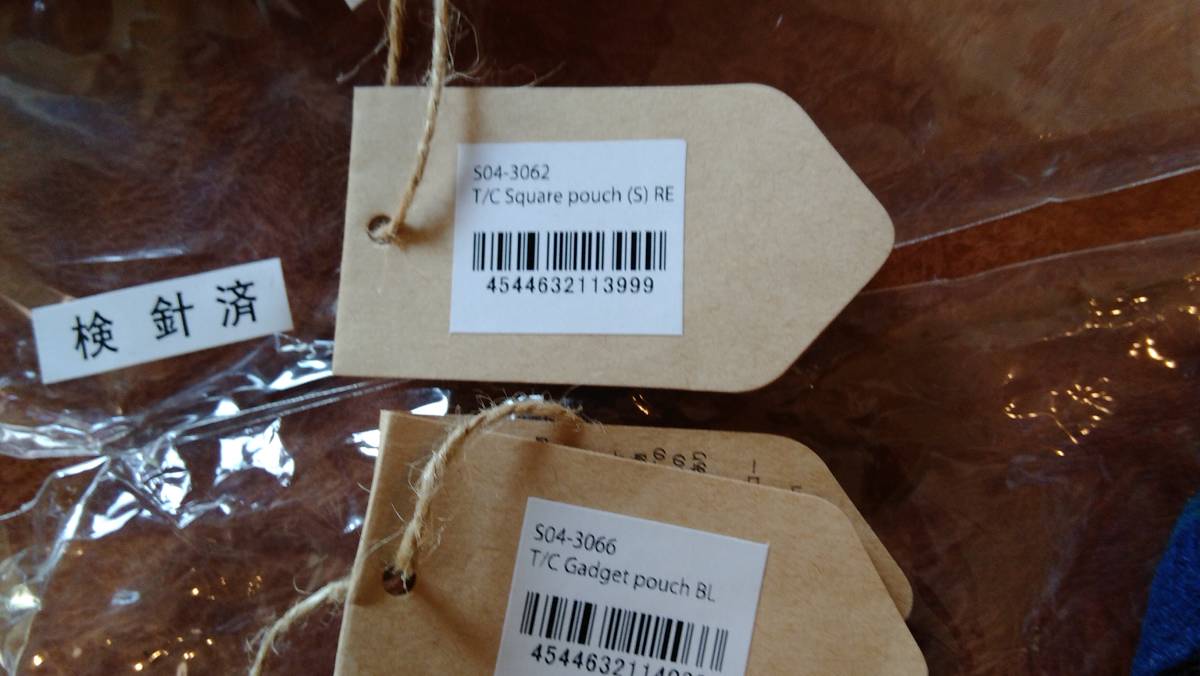 S04-3062
T/C Square pouch (S) RE
4544632113999
検針済
S04-3066
T/C Gadget pouch BL